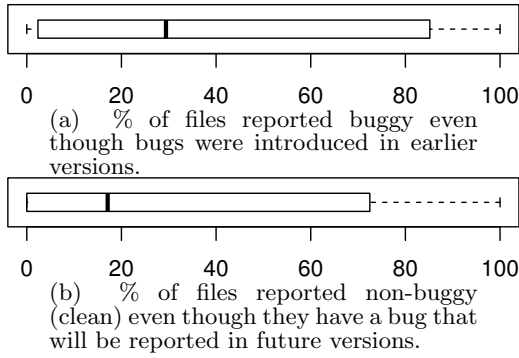 0 20 40 60 80 100
(a) % of files reported buggy even
though bugs were introduced in earlier
versions.
0 20 40 60 80 100
(b) % of files reported non-buggy
(clean) even though they have a bug that
will be reported in future versions.